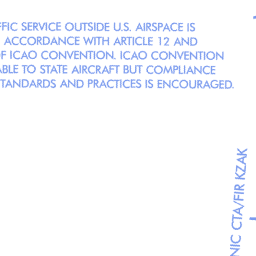 FFIC SERVICE OUTSIDE U.S. AIRSPACE IS
ACCORDANCE WITH ARTICLE 12 AND
F ICAO CONVENTION. ICAO CONVENTION
ABLE TO STATE AIRCRAFT BUT COMPLIANCE
TANDARDS AND PRACTICES IS ENCOURAGED.
NIC CTA/FIR KZAK